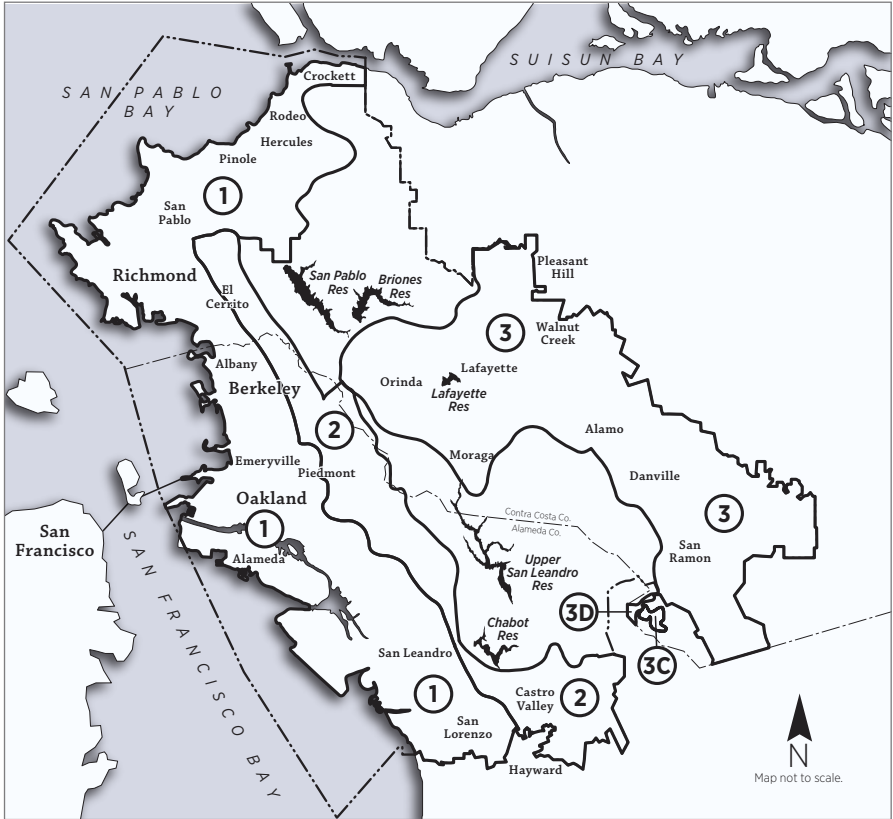 SUISUN BAY
SAN PABLO
BAY
Crockett
Rodeo
Hercules
Pinole
1
San
Pablo
Richmond
El
Cerrito
San Pablo
Res
Briones
Res
Pleasant
Hill
3
Walnut
Creek
Albany
Berkeley
Orinda
Lafayette
Lafayette
Res
2
Alamo
Moraga
Emeryville
Piedmont
Danville
Oakland
3
1
Contra Costa Co.
Alameda Co.
San
Francisco
San
Ramon
Alameda
Upper
San Leandro
Res
SAN FRANCISCO BAY
3D
Chabot
Res
San Leandro
3C
1
Castro
Valley
2
San
Lorenzo
Hayward
N
Map not to scale.